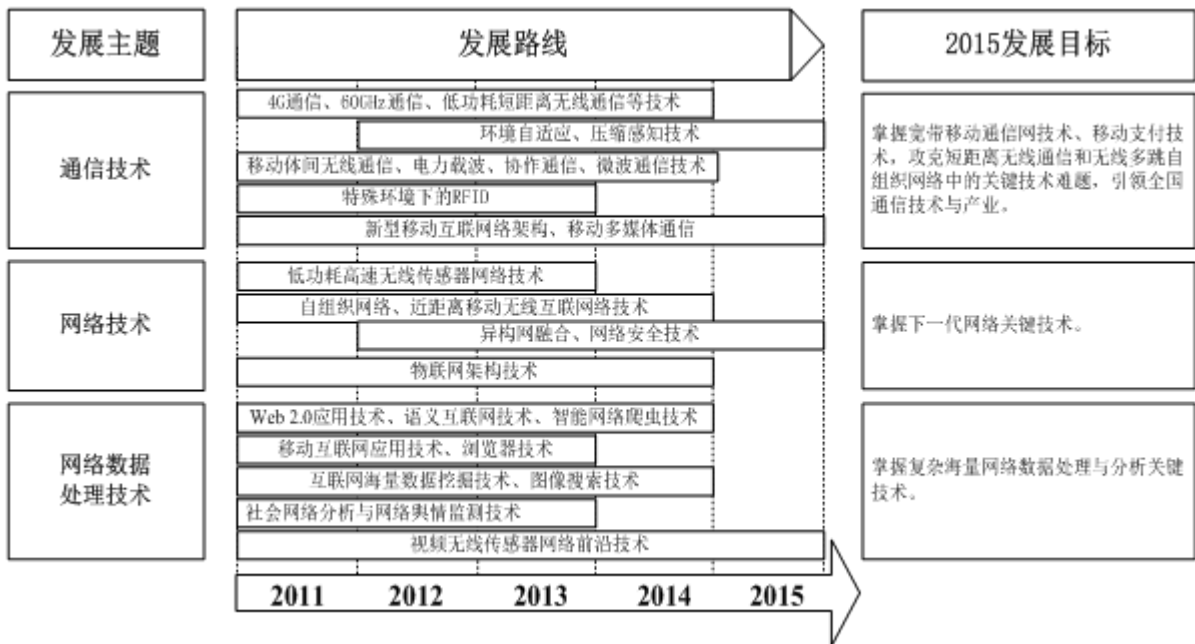 发展主题
发展路线
2015发展目标
通信技术
4G通信、60GHz通信、低功耗短距离无线通信等技术
环境自适应、压缩感知技术
移动体间无线通信、电力载波、协作通信、微波通信技术
特殊环境下的RFID
新型移动互联网络架构、移动多媒体通信
掌握宽带移动通信网技术、移动支付技
术，攻克短距离无线通信和无线多跳自
组织网络中的关键技术难题，引领全国
通信技术与产业。
网络技术
低功耗高速无线传感器网络技术
自组织网络、近距离移动无线互联网络技术
异构网融合、网络安全技术
物联网架构技术
掌握下一代网络关键技术。
网络数据
处理技术
Web 2.0应用技术、语义互联网技术、智能网络爬虫技术
移动互联网应用技术、浏览器技术
互联网海量数据挖掘技术、图像搜索技术
社会网络分析与网络舆情监测技术
视频无线传感器网络前沿技术
掌握复杂海量网络数据处理与分析关键
技术。
2011 2012 2013 2014 2015